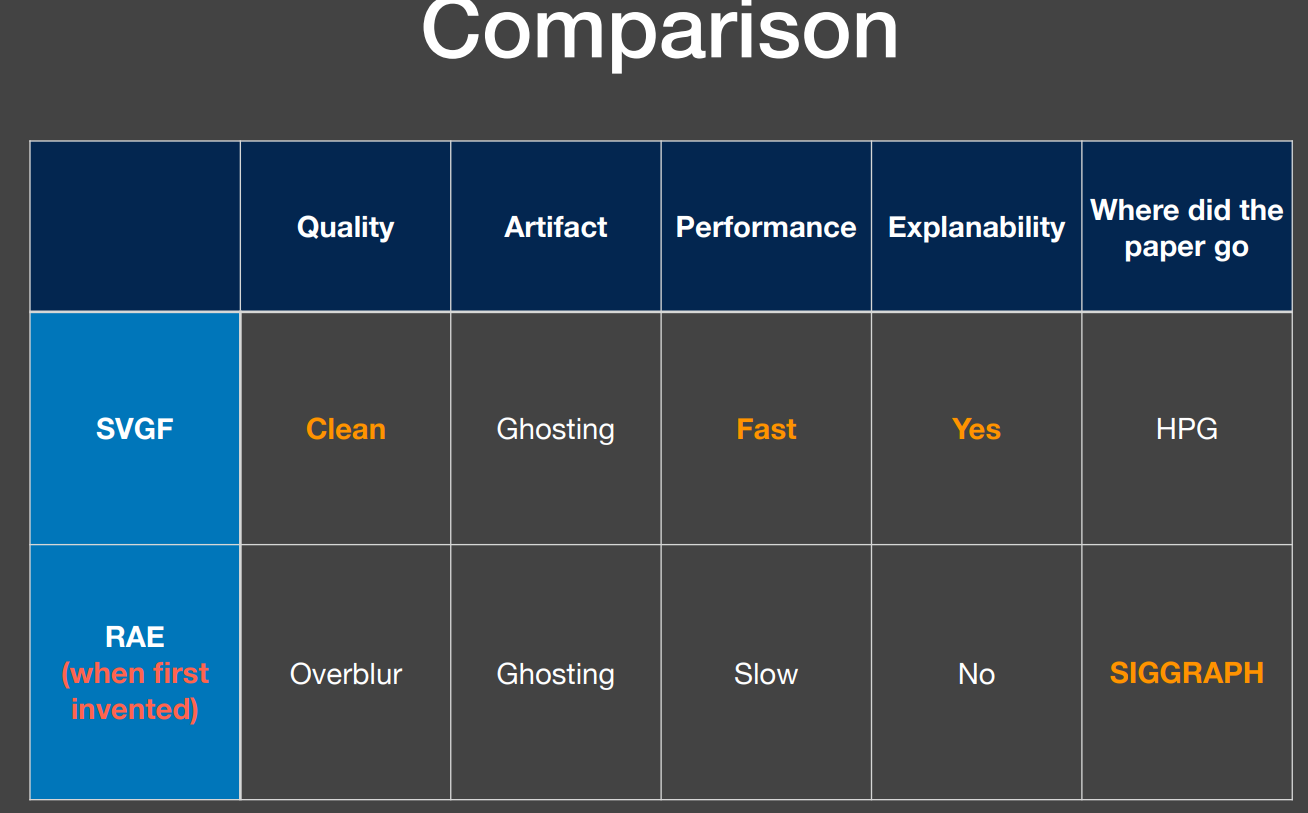 Comparison
Quality
Artifact
Performance
Explanability
Where did the
paper go
SVGF
Clean
Ghosting
Fast
Yes
HPG
RAE
(when first
invented)
Overblur
Ghosting
Slow
No
SIGGRAPH